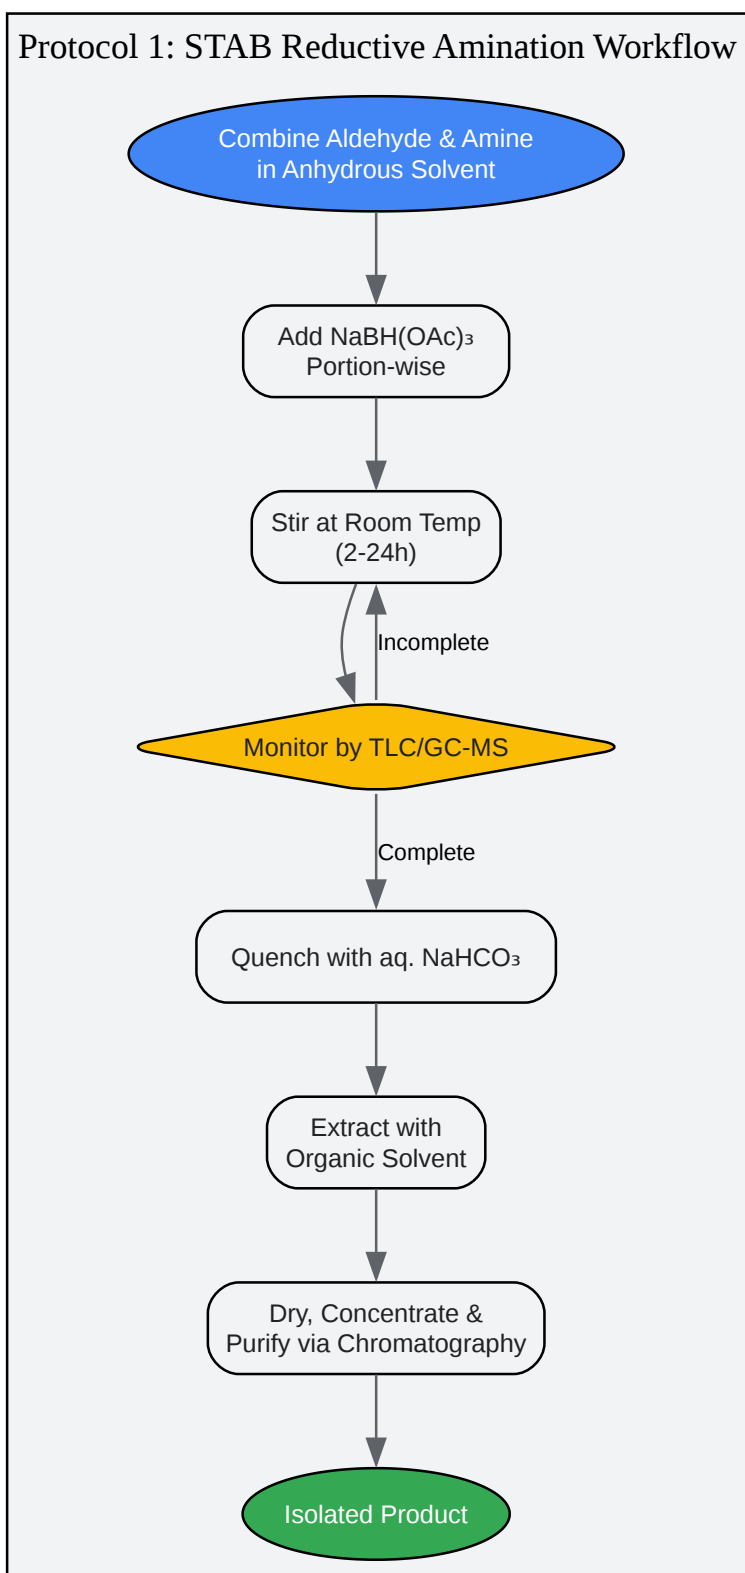 Protocol 1: STAB Reductive Amination Workflow
Combine Aldehyde & Amine
in Anhydrous Solvent
Add NaBH(OAc)₃
Portion-wise
Stir at Room Temp
(2-24h)
Incomplete
Monitor by TLC/GC-MS
Complete
Quench with aq. NaHCO₃
Extract with
Organic Solvent
Dry, Concentrate &
Purify via Chromatography
Isolated Product